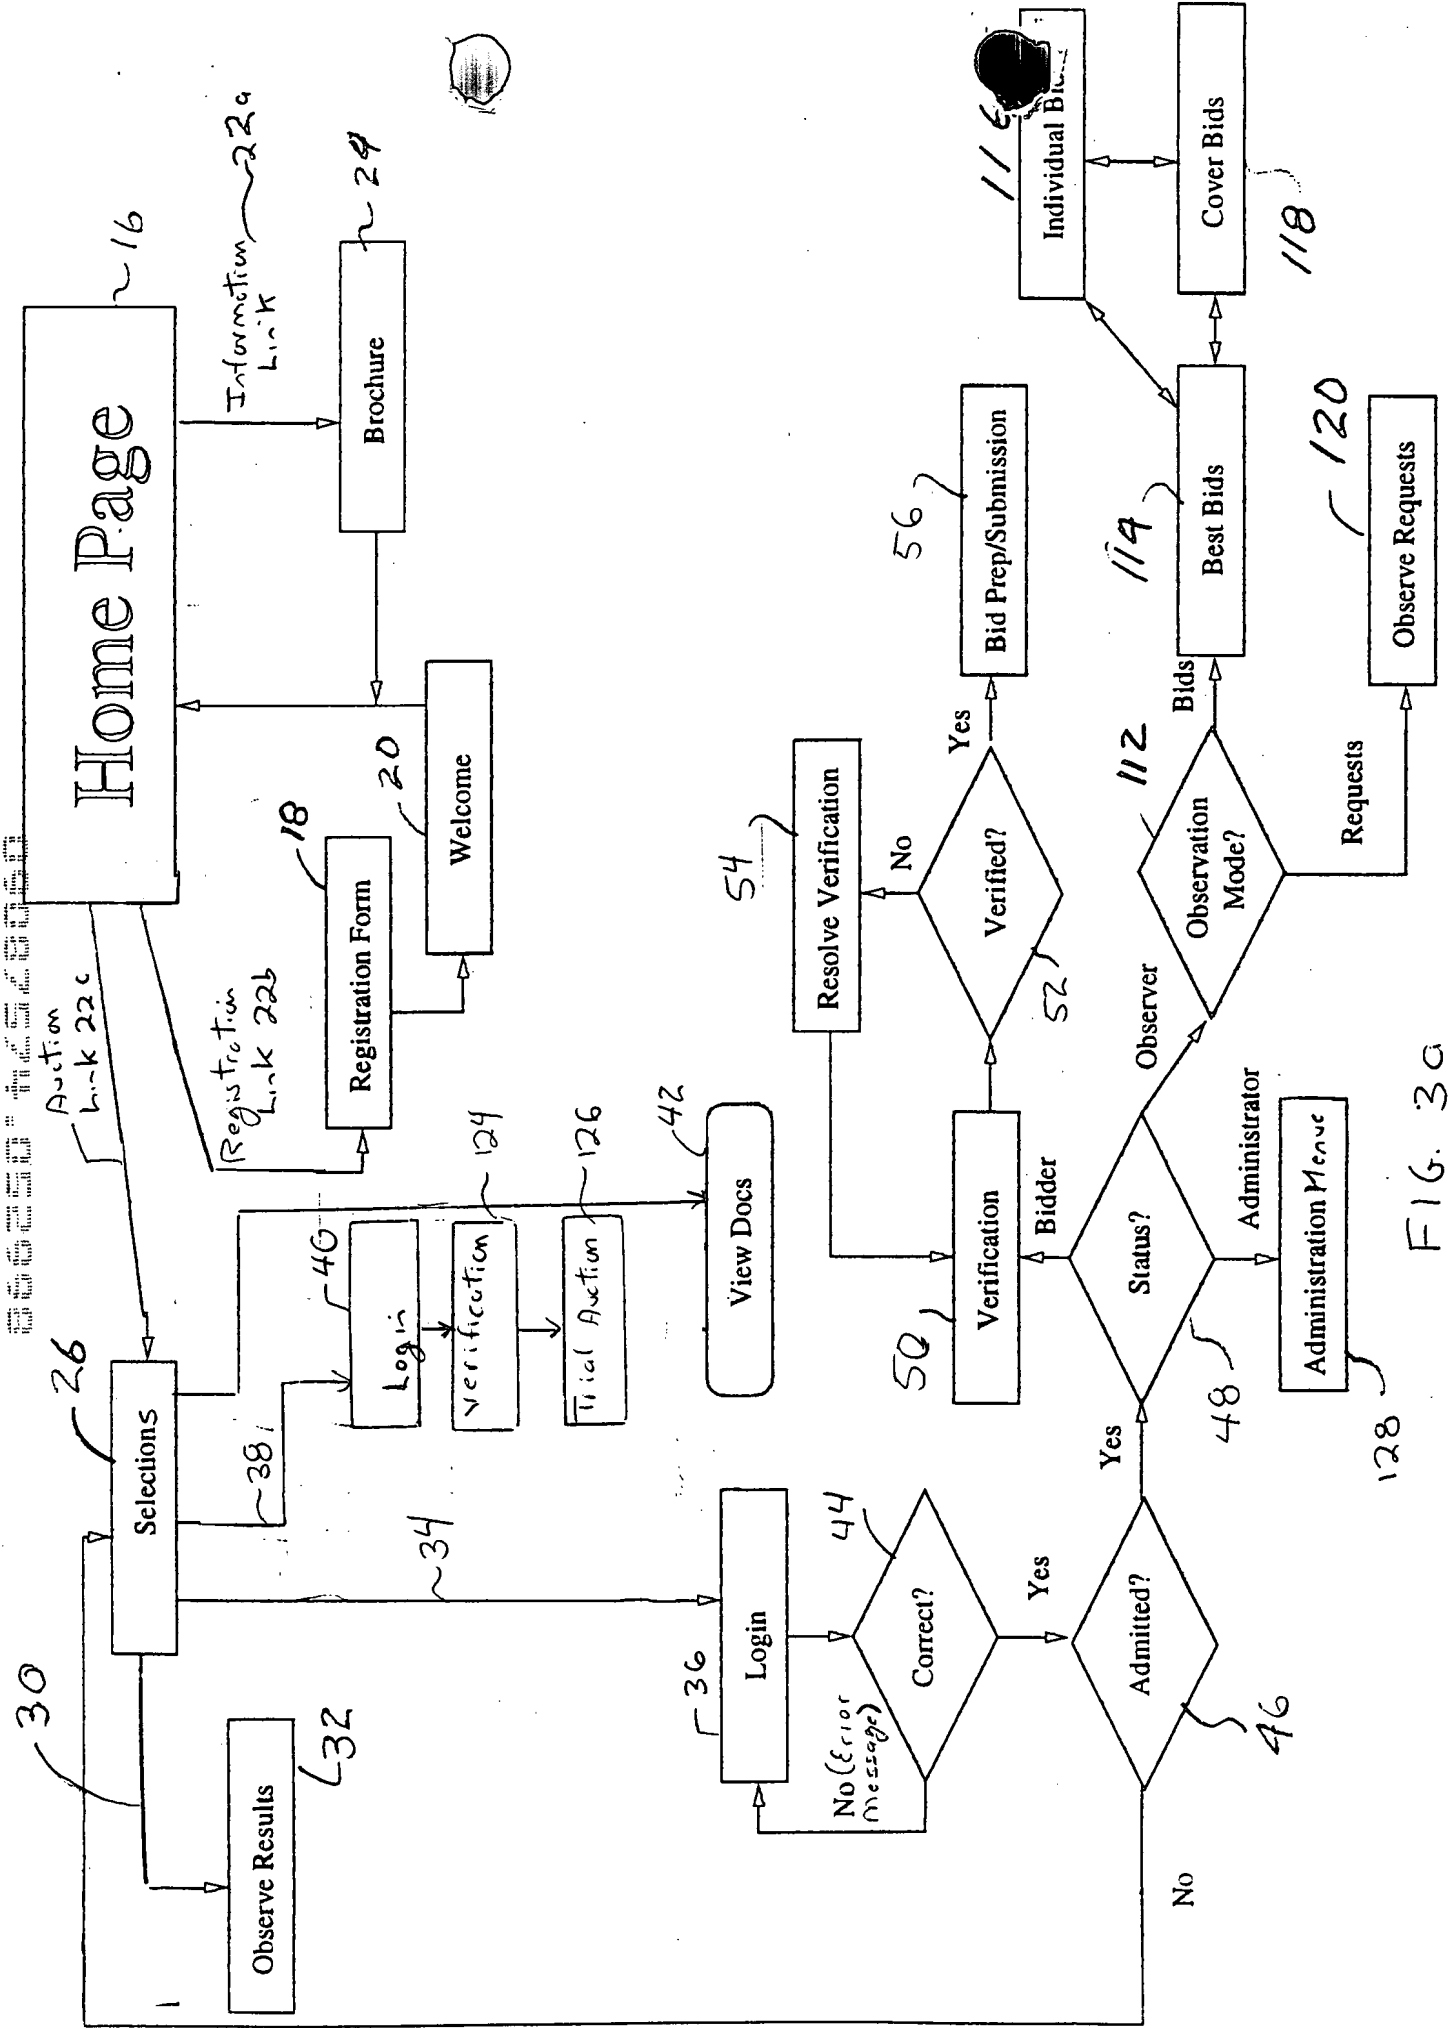 Home Page
16
Information 22a
Link
Brochure
24
Auction
Link 22c
Registration
Link 22b
Registration Form
18
Welcome
20
Selections
26
30
Observe Results
32
34
38
Login
40
Verification
124
Trial Auction
126
View Docs
42
Login
36
Correct?
44
No (Error
Message)
Yes
Admitted?
46
No
Yes
Status?
48
Bidder
Observer
Administrator
Administration Menue
128
Verification
50
Verified?
52
No
Yes
Resolve Verification
54
Bid Prep/Submission
56
Observation
Mode?
112
Bids
Requests
Best Bids
114
Individual
116
Cover Bids
118
Observe Requests
120
FIG. 3a